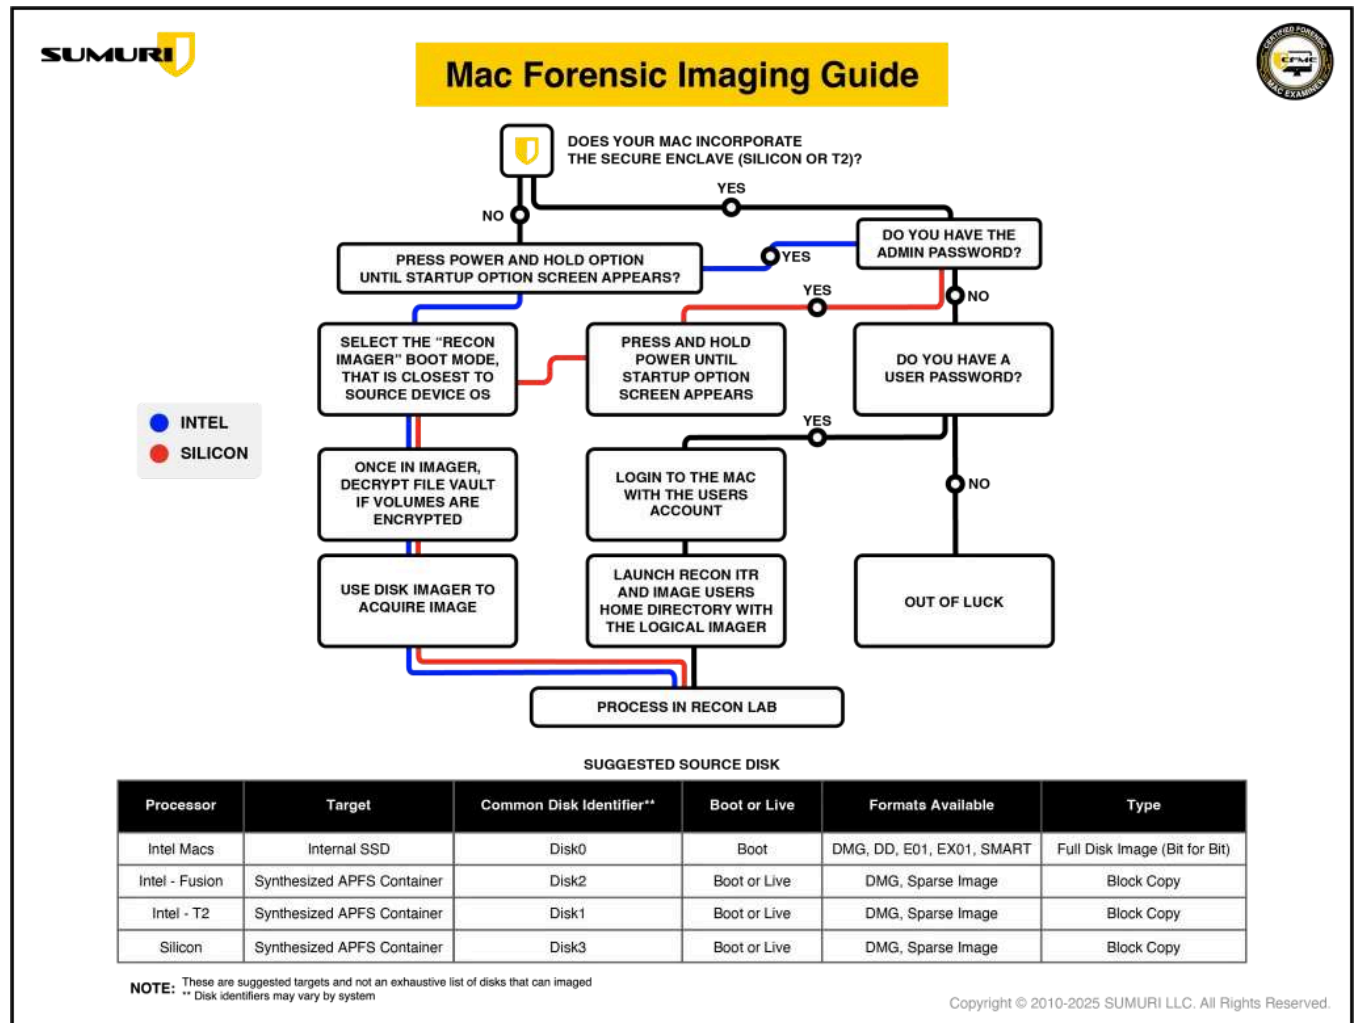 SUMURI
Mac Forensic Imaging Guide
CERTIFIED FORENSIC
CFME
MAC EXAMINER
DOES YOUR MAC INCORPORATE
THE SECURE ENCLAVE (SILICON OR T2)?
YES
NO
DO YOU HAVE THE
ADMIN PASSWORD?
PRESS POWER AND HOLD OPTION
UNTIL STARTUP OPTION SCREEN APPEARS?
YES
YES
NO
SELECT THE “RECON
IMAGER” BOOT MODE,
THAT IS CLOSEST TO
SOURCE DEVICE OS
PRESS AND HOLD
POWER UNTIL
STARTUP OPTION
SCREEN APPEARS
DO YOU HAVE A
USER PASSWORD?
INTEL
SILICON
YES
ONCE IN IMAGER,
DECRYPT FILE VAULT
IF VOLUMES ARE
ENCRYPTED
LOGIN TO THE MAC
WITH THE USERS
ACCOUNT
NO
USE DISK IMAGER TO
ACQUIRE IMAGE
LAUNCH RECON ITR
AND IMAGE USERS
HOME DIRECTORY WITH
THE LOGICAL IMAGER
OUT OF LUCK
PROCESS IN RECON LAB
SUGGESTED SOURCE DISK
Processor Target Common Disk Identifier** Boot or Live Formats Available Type
Intel Macs Internal SSD Disk0 Boot DMG, DD, E01, EX01, SMART Full Disk Image (Bit for Bit)
Intel - Fusion Synthesized APFS Container Disk2 Boot or Live DMG, Sparse Image Block Copy
Intel - T2 Synthesized APFS Container Disk1 Boot or Live DMG, Sparse Image Block Copy
Silicon Synthesized APFS Container Disk3 Boot or Live DMG, Sparse Image Block Copy
NOTE: These are suggested targets and not an exhaustive list of disks that can imaged
** Disk identifiers may vary by system
Copyright © 2010-2025 SUMURI LLC. All Rights Reserved.